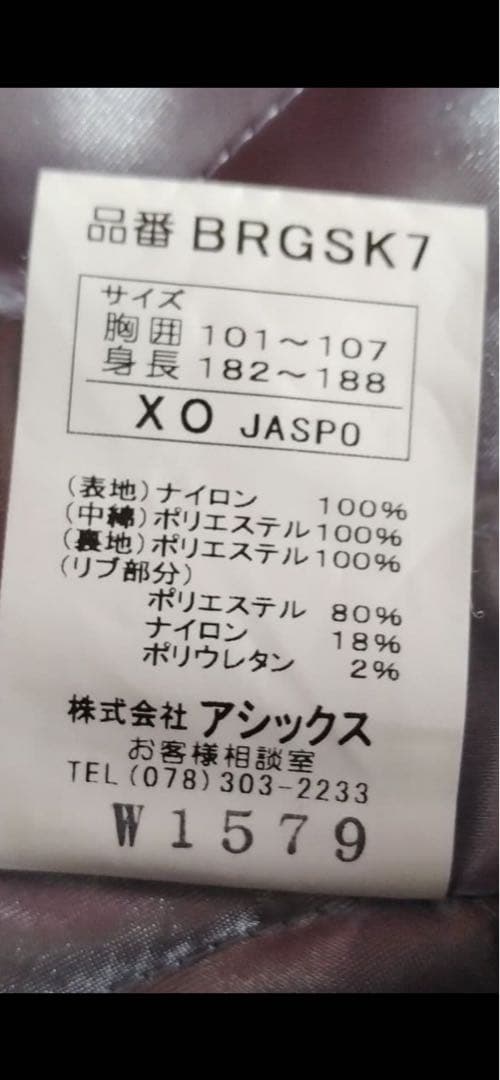 品番 BRGSK7
サイズ
胸囲 101～107
身長 182～188
XO JASPO
(表地)ナイロン 100%
(中綿)ポリエステル100%
(裏地)ポリエステル100%
(リブ部分)
ポリエステル 80%
ナイロン 18%
ポリウレタン 2%
株式会社 アシックス
お客様相談室
TEL(078)303-2233
W1579